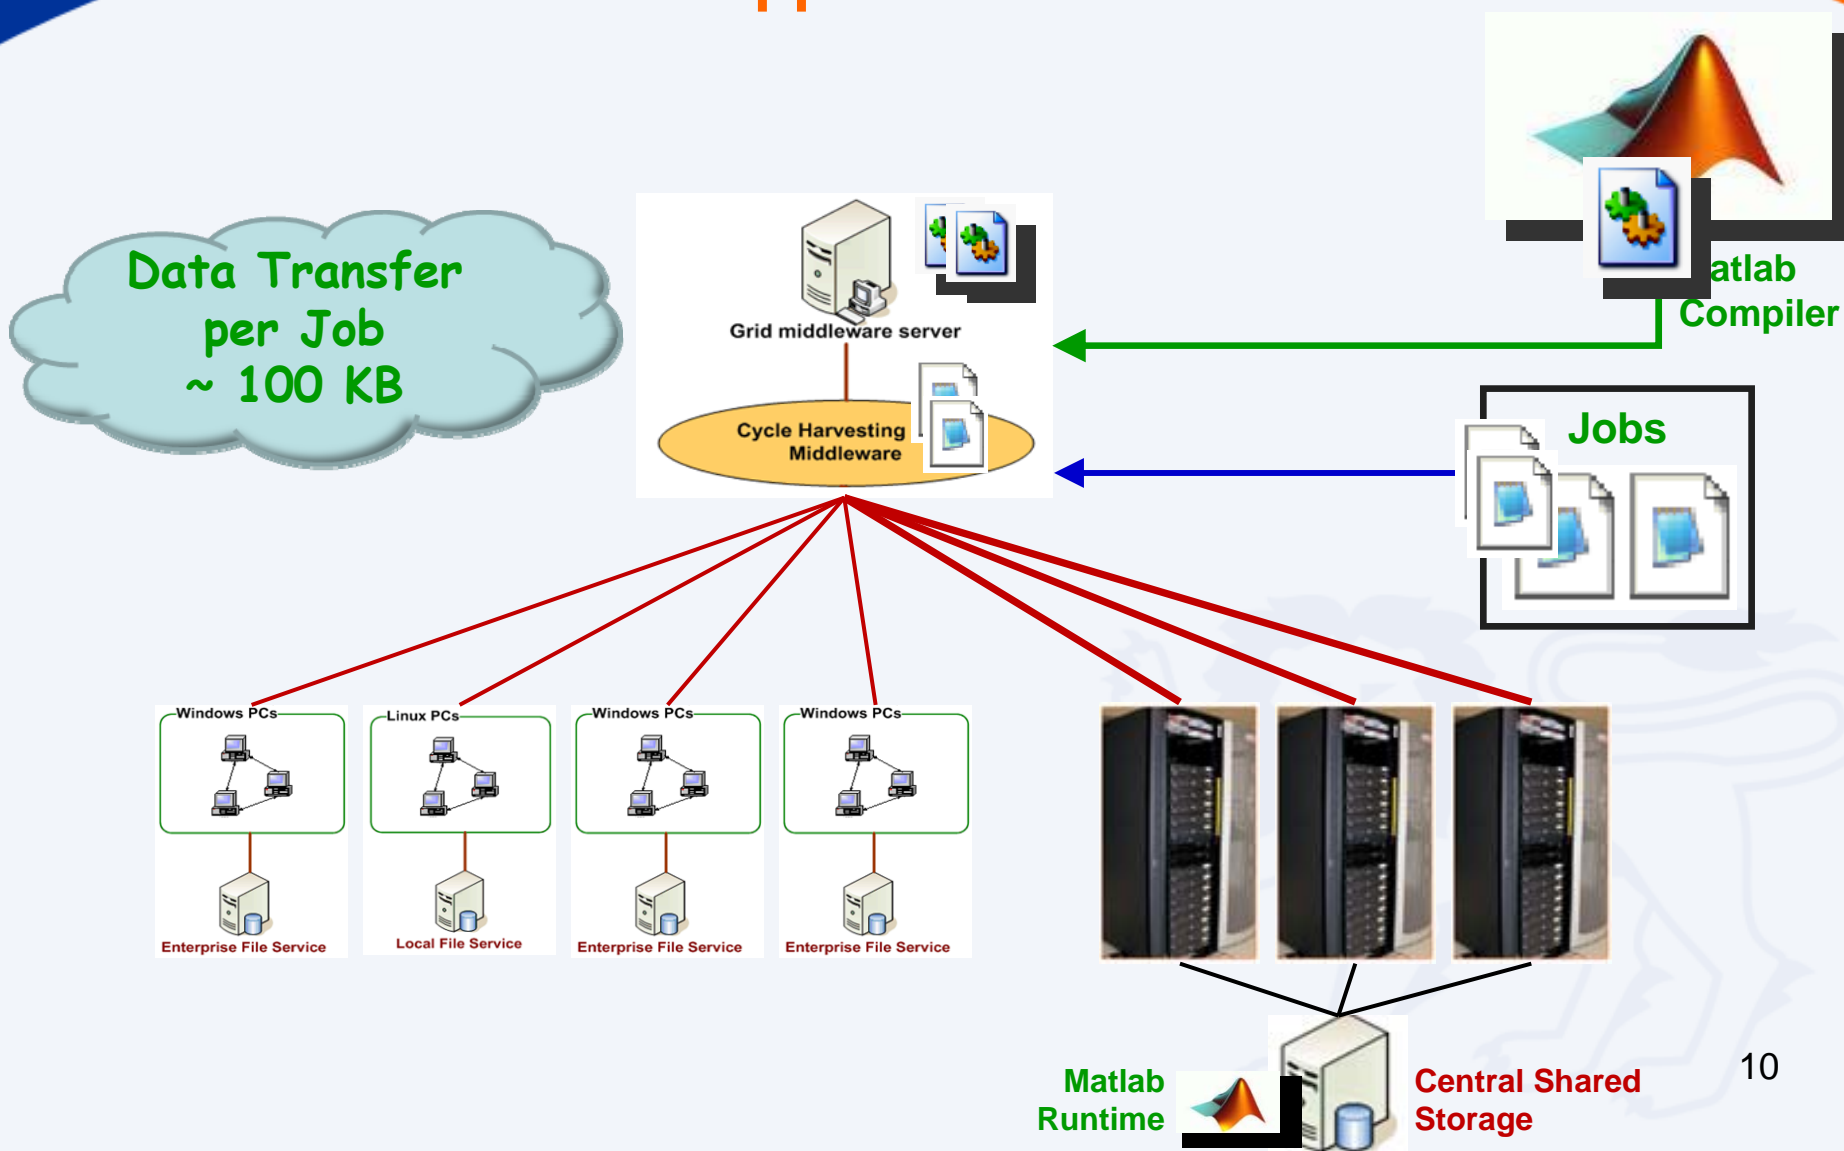 Data Transfer
per Job
~ 100 KB
Grid middleware server
Cycle Harvesting
Middleware
atlab
Compiler
Jobs
Windows PCs
Linux PCs
Windows PCs
Windows PCs
Enterprise File Service
Local File Service
Enterprise File Service
Enterprise File Service
Matlab
Runtime
Central Shared
Storage
10